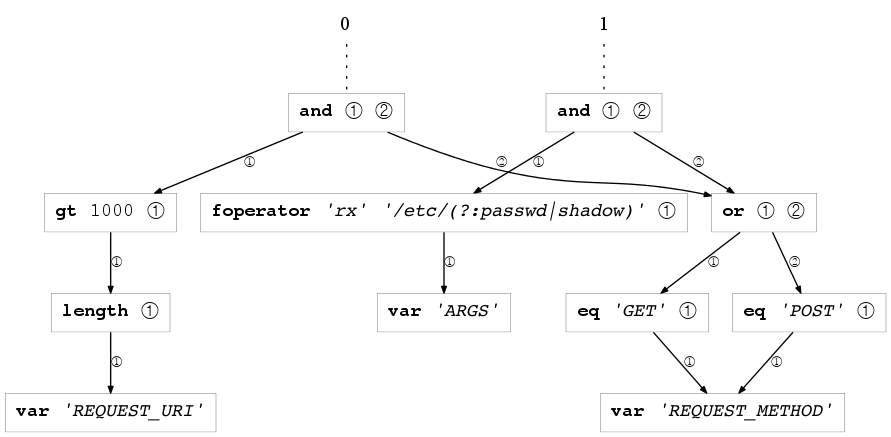 0 1
and ① ② and ① ②
① ② ① ②
gt 1000 ① foperator 'rx' '/etc/(?:passwd|shadow)' ① or ① ②
① ① ① ②
length ① var 'ARGS' eq 'GET' ① eq 'POST' ①
① ① ①
var 'REQUEST_URI' var 'REQUEST_METHOD'